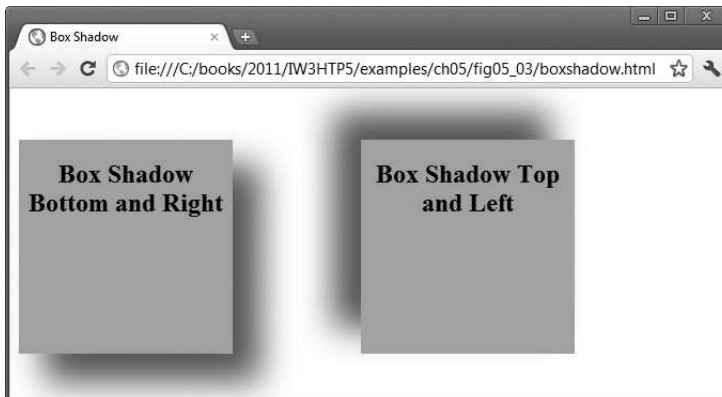 Box Shadow
file:///C:/books/2011/IW3HTP5/examples/ch05/fig05_03/boxshadow.html
Box Shadow
Bottom and Right
Box Shadow Top
and Left